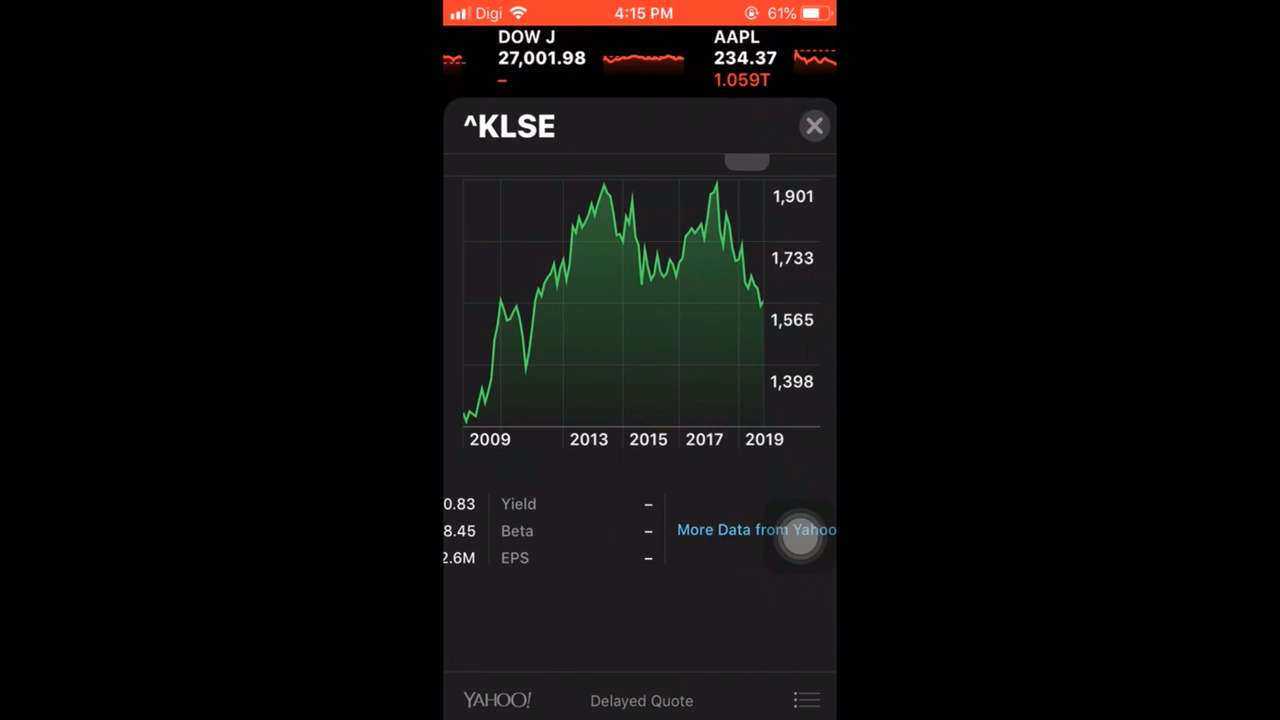 Digi 4:15 PM 61%
DOW J AAPL
27,001.98 234.37
– 1.059T
^KLSE
1,901
1,733
1,565
1,398
2009 2013 2015 2017 2019
0.83 Yield –
8.45 Beta – More Data from Yahoo
2.6M EPS –
YAHOO! Delayed Quote